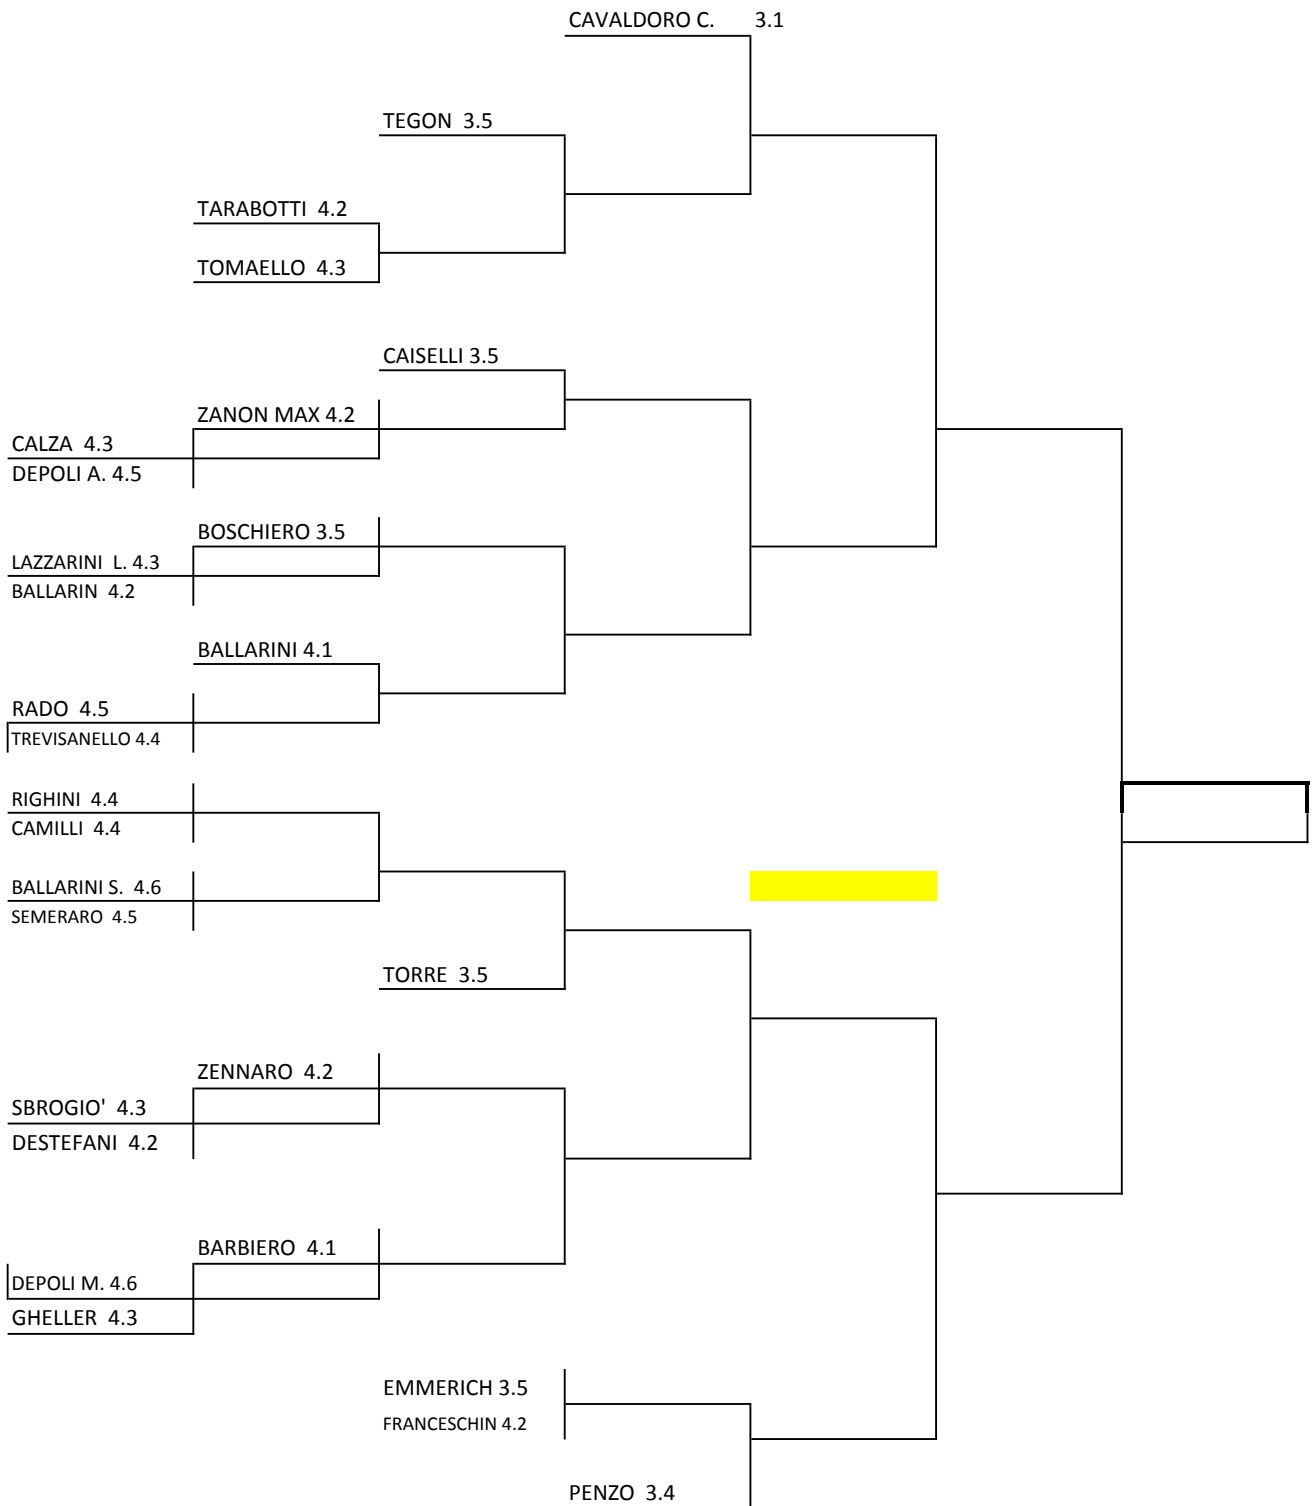 CAVALDORO C. 3.1
TEGON 3.5
TARABOTTI 4.2
TOMAELLO 4.3
CAISELLI 3.5
ZANON MAX 4.2
CALZA 4.3
DEPOLI A. 4.5
BOSCHIERO 3.5
LAZZARINI L. 4.3
BALLARIN 4.2
BALLARINI 4.1
RADO 4.5
TREVISANELLO 4.4
RIGHINI 4.4
CAMILLI 4.4
BALLARINI S. 4.6
SEMERARO 4.5
TORRE 3.5
ZENNARO 4.2
SBROGIO' 4.3
DESTEFANI 4.2
BARBIERO 4.1
DEPOLI M. 4.6
GHELLER 4.3
EMMERICH 3.5
FRANCESCHIN 4.2
PENZO 3.4